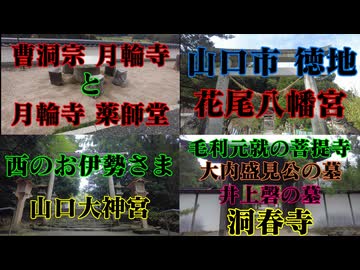 曹洞宗 月輪寺
と
月輪寺 薬師堂
山口市 徳地
花尾八幡宮
西のお伊勢さま
山口大神宮
毛利元就の菩提寺
大内盛見公の墓
井上馨の墓
洞春寺